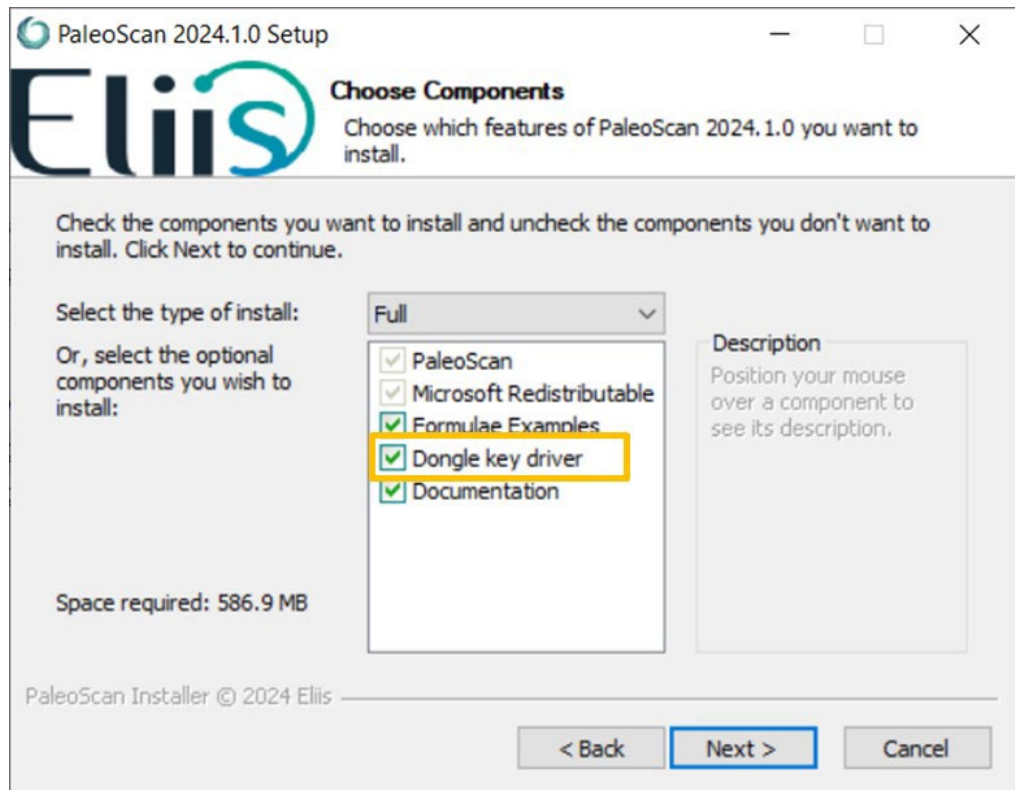 PaleoScan 2024.1.0 Setup
Eliis
Choose Components
Choose which features of PaleoScan 2024.1.0 you want to
install.
Check the components you want to install and uncheck the components you don't want to
install. Click Next to continue.
Select the type of install:
Full
Or, select the optional
components you wish to
install:
PaleoScan
Microsoft Redistributable
Formulae Examples
Dongle key driver
Documentation
Description
Position your mouse
over a component to
see its description.
Space required: 586.9 MB
PaleoScan Installer © 2024 Eliis
< Back
Next >
Cancel